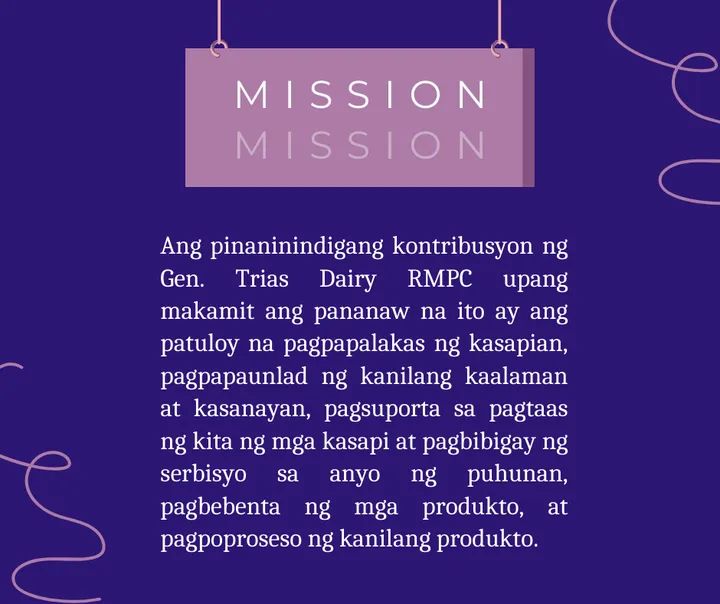 MISSION
MISSION
Ang pinaninindigang kontribusyon ng
Gen. Trias Dairy RMPC upang
makamit ang pananaw na ito ay ang
patuloy na pagpapalakas ng kasapian,
pagpapaunlad ng kanilang kaalaman
at kasanayan, pagsuporta sa pagtaas
ng kita ng mga kasapi at pagbibigay ng
serbisyo sa anyo ng puhunan,
pagbebenta ng mga produkto, at
pagpoproseso ng kanilang produkto.